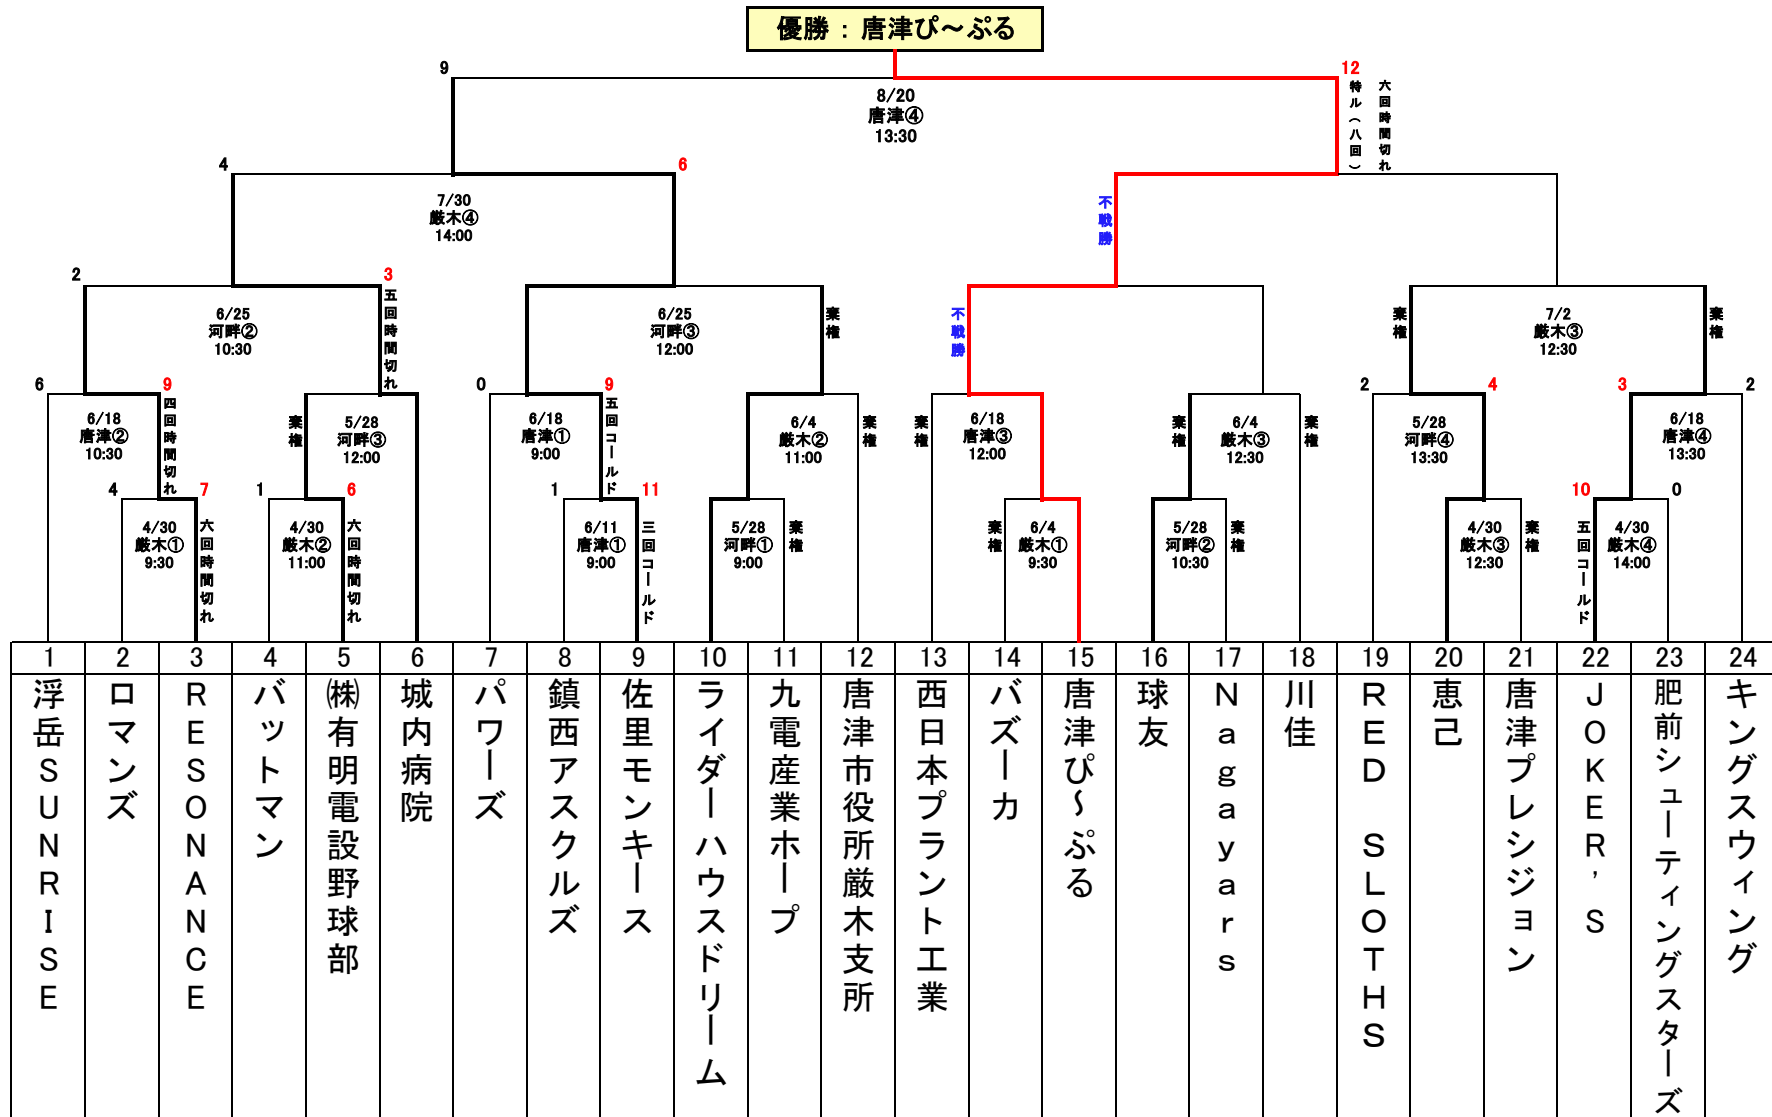 優勝：唐津ぴ～ぷる
9
12
8/20
唐津④
13:30
特ル（八回）
六回時間切れ
4
6
7/30
厳木④
14:00
不戦勝
2
3
6/25
河畔②
10:30
五回時間切れ
6/25
河畔③
12:00
棄権
不戦勝
棄権
7/2
厳木③
12:30
棄権
6
9
6/18
唐津②
10:30
四回時間切れ
棄権
5/28
河畔③
12:00
0
9
6/18
唐津①
9:00
五回コールド
6/4
厳木②
11:00
棄権
棄権
6/18
唐津③
12:00
棄権
6/4
厳木③
12:30
棄権
2
4
5/28
河畔④
13:30
3
2
6/18
唐津④
13:30
4
7
4/30
厳木①
9:30
六回時間切れ
1
6
4/30
厳木②
11:00
六回時間切れ
1
11
6/11
唐津①
9:00
三回コールド
5/28
河畔①
9:00
棄権
棄権
6/4
厳木①
9:30
5/28
河畔②
10:30
棄権
4/30
厳木③
12:30
棄権
10
0
五回コールド
4/30
厳木④
14:00
1 2 3 4 5 6 7 8 9 10 11 12 13 14 15 16 17 18 19 20 21 22 23 24
浮岳SUNRISE
ロマンズ
RESONANCE
バットマン
㈱有明電設野球部
城内病院
パワーズ
鎮西アスクルズ
佐里モンキース
ライダーハウスドリーム
九電産業ホープ
唐津市役所厳木支所
西日本プラント工業
バズーカ
唐津ぴ～ぷる
球友
Nagayars
川佳
RED SLOTHS
恵己
唐津プレシジョン
JOKER'S
肥前シューティングスターズ
キングスウィング